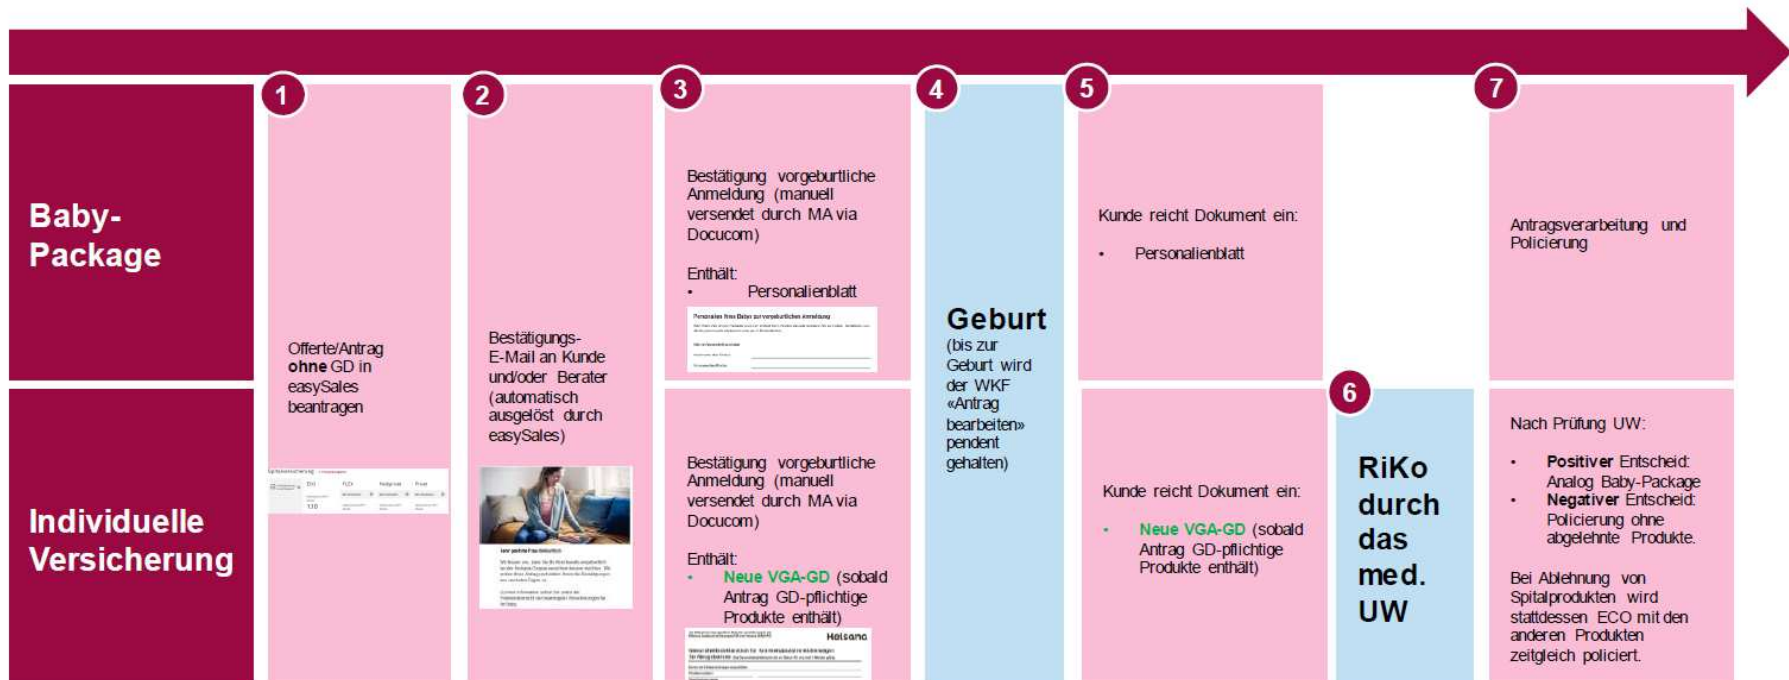 1
2
3
4
5
7
Baby-
Package
Offerte/Antrag
ohne GD in
easySales
beantragen
Bestätigungs-
E-Mail an Kunde
und/oder Berater
(automatisch
ausgelöst durch
easySales)
Bestätigung vorgeburtliche
Anmeldung (manuell
versendet durch MA via
Docucom)
Enthält:
• Personalienblatt
Personalien Ihres Babys zur vorgeburtlichen Anmeldung
Geburt
(bis zur
Geburt wird
der WKF
«Antrag
bearbeiten»
pendent
gehalten)
Kunde reicht Dokument ein:
• Personalienblatt
Antragsverarbeitung und
Policierung
Individuelle
Versicherung
Bestätigung vorgeburtliche
Anmeldung (manuell
versendet durch MA via
Docucom)
Enthält:
• Neue VGA-GD (sobald
Antrag GD-pflichtige
Produkte enthält)
Helsana
Kunde reicht Dokument ein:
• Neue VGA-GD (sobald
Antrag GD-pflichtige
Produkte enthält)
6
RiKo
durch
das
med.
UW
Nach Prüfung UW:
• Positiver Entscheid:
Analog Baby-Package
• Negativer Entscheid:
Policierung ohne
abgelehnte Produkte.
Bei Ablehnung von
Spitalprodukten wird
stattdessen ECO mit den
anderen Produkten
zeitgleich policiert.